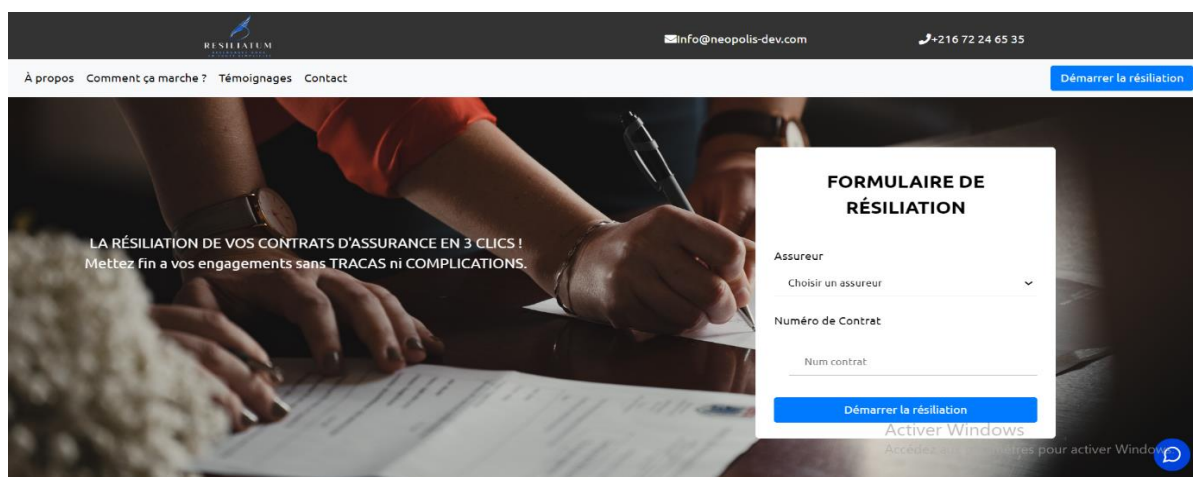 RESILIATUM
Info@neopolis-dev.com
+216 72 24 65 35
À propos Comment ça marche ? Témoignages Contact
Démarrer la résiliation
LA RÉSILIATION DE VOS CONTRATS D'ASSURANCE EN 3 CLICS !
Mettez fin a vos engagements sans TRACAS ni COMPLICATIONS.
FORMULAIRE DE
RÉSILIATION
Assureur
Choisir un assureur
Numéro de Contrat
Num contrat
Démarrer la résiliation
Activer Windows
pour activer Windows